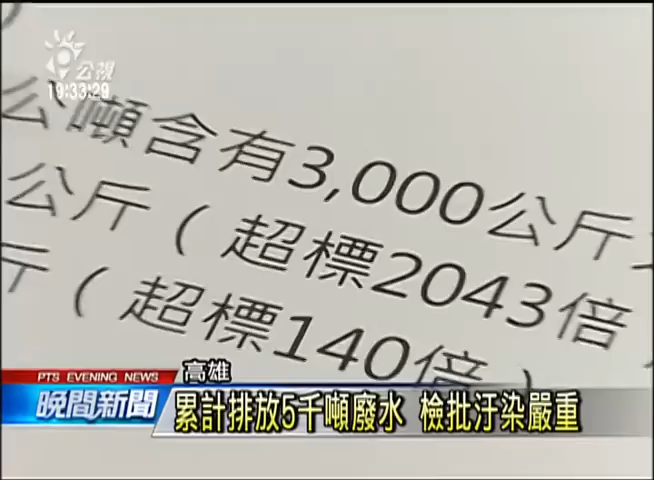 公視
19:33:29
公噸含有3,000公斤
公斤(超標2043倍
斤(超標140倍)
PTS EVENING NEWS
高雄
晚間新聞
累計排放5千噸廢水 檢批汙染嚴重